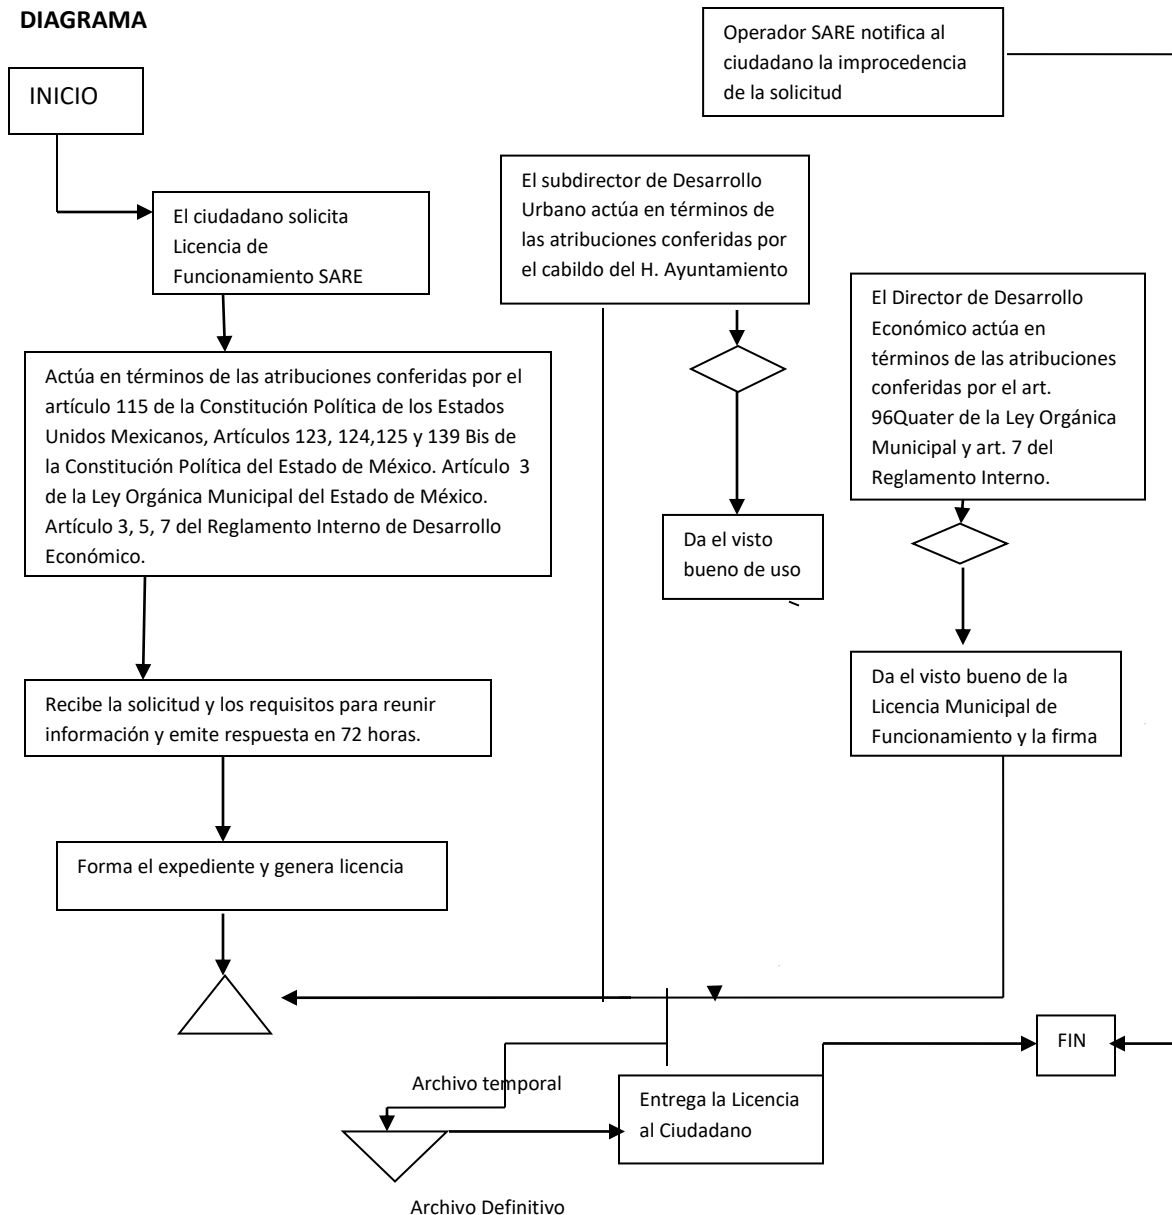 DIAGRAMA
Operador SARE notifica al
ciudadano la improcedencia
de la solicitud
INICIO
El ciudadano solicita
Licencia de
Funcionamiento SARE
El subdirector de Desarrollo
Urbano actúa en términos de
las atribuciones conferidas por
el cabildo del H. Ayuntamiento
El Director de Desarrollo
Económico actúa en
términos de las atribuciones
conferidas por el art.
96Quater de la Ley Orgánica
Municipal y art. 7 del
Reglamento Interno.
Actúa en términos de las atribuciones conferidas por el
artículo 115 de la Constitución Política de los Estados
Unidos Mexicanos, Artículos 123, 124,125 y 139 Bis de
la Constitución Política del Estado de México. Artículo 3
de la Ley Orgánica Municipal del Estado de México.
Artículo 3, 5, 7 del Reglamento Interno de Desarrollo
Económico.
Da el visto
bueno de uso
Recibe la solicitud y los requisitos para reunir
información y emite respuesta en 72 horas.
Da el visto bueno de la
Licencia Municipal de
Funcionamiento y la firma
Forma el expediente y genera licencia
FIN
Archivo temporal
Entrega la Licencia
al Ciudadano
Archivo Definitivo